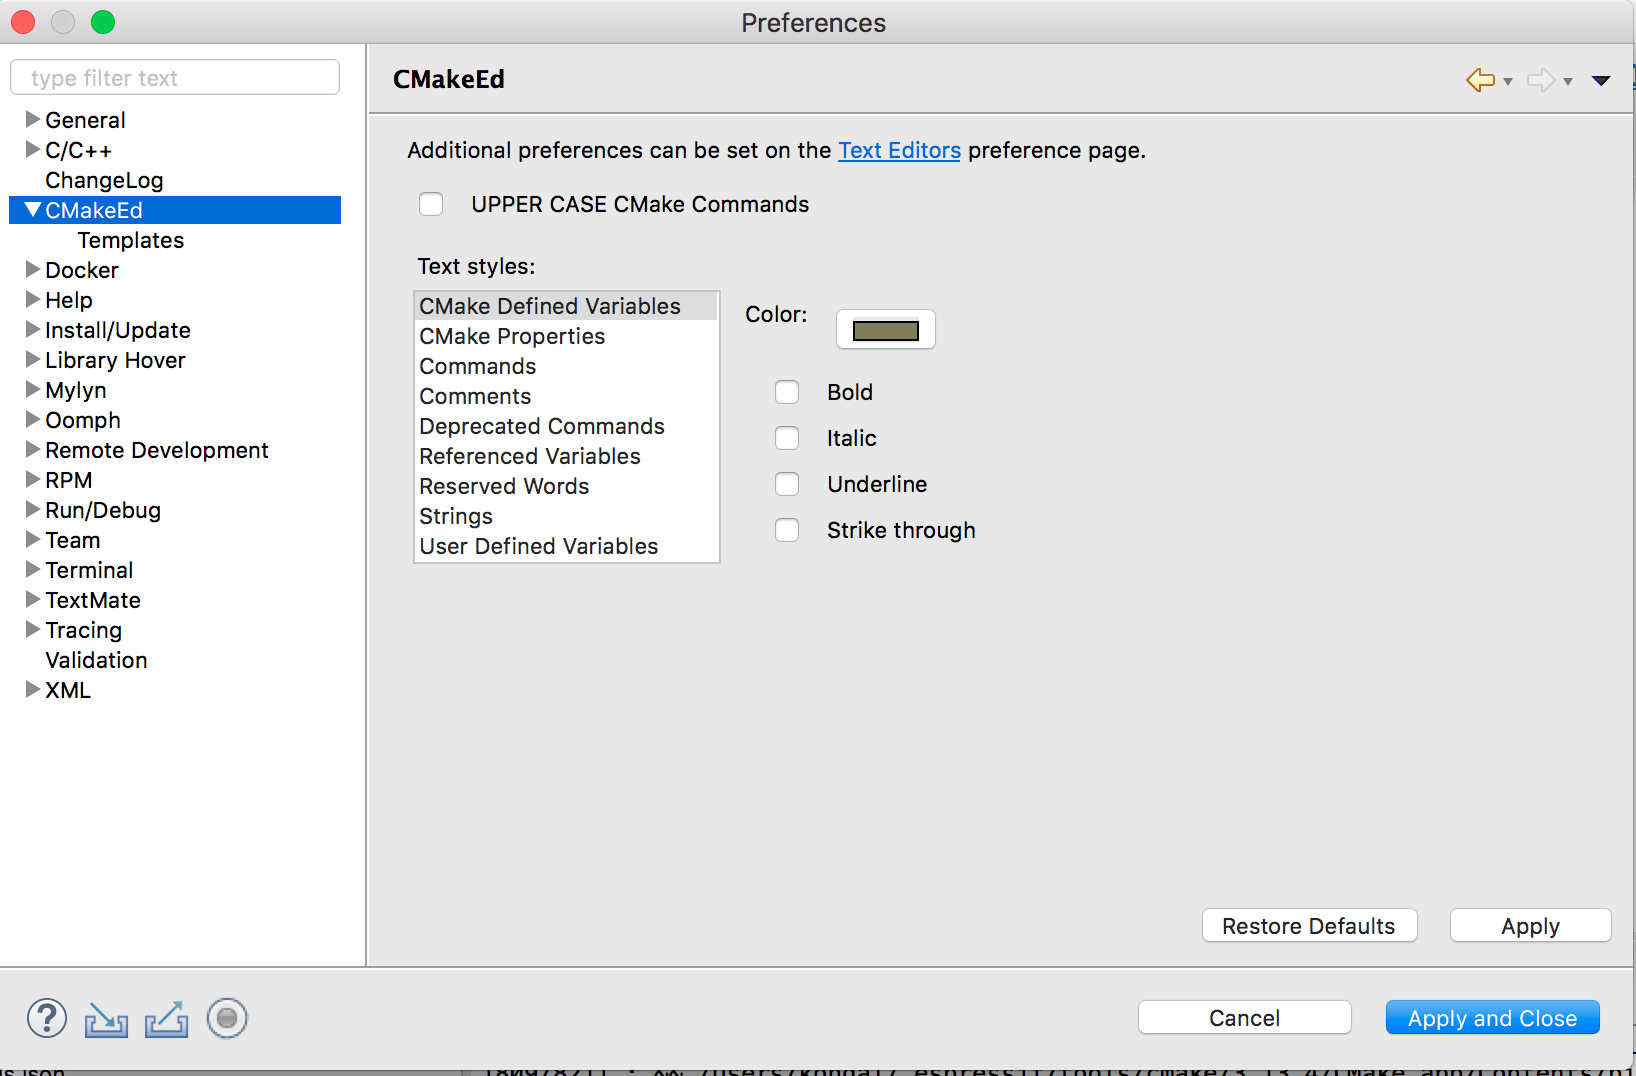 Preferences
type filter text
General
C/C++
ChangeLog
CMakeEd
Templates
Docker
Help
Install/Update
Library Hover
Mylyn
Oomph
Remote Development
RPM
Run/Debug
Team
Terminal
TextMate
Tracing
Validation
XML
CMakeEd
Additional preferences can be set on the Text Editors preference page.
UPPER CASE CMake Commands
Text styles:
CMake Defined Variables
CMake Properties
Commands
Comments
Deprecated Commands
Referenced Variables
Reserved Words
Strings
User Defined Variables
Color:
Bold
Italic
Underline
Strike through
Restore Defaults
Apply
?
Cancel
Apply and Close